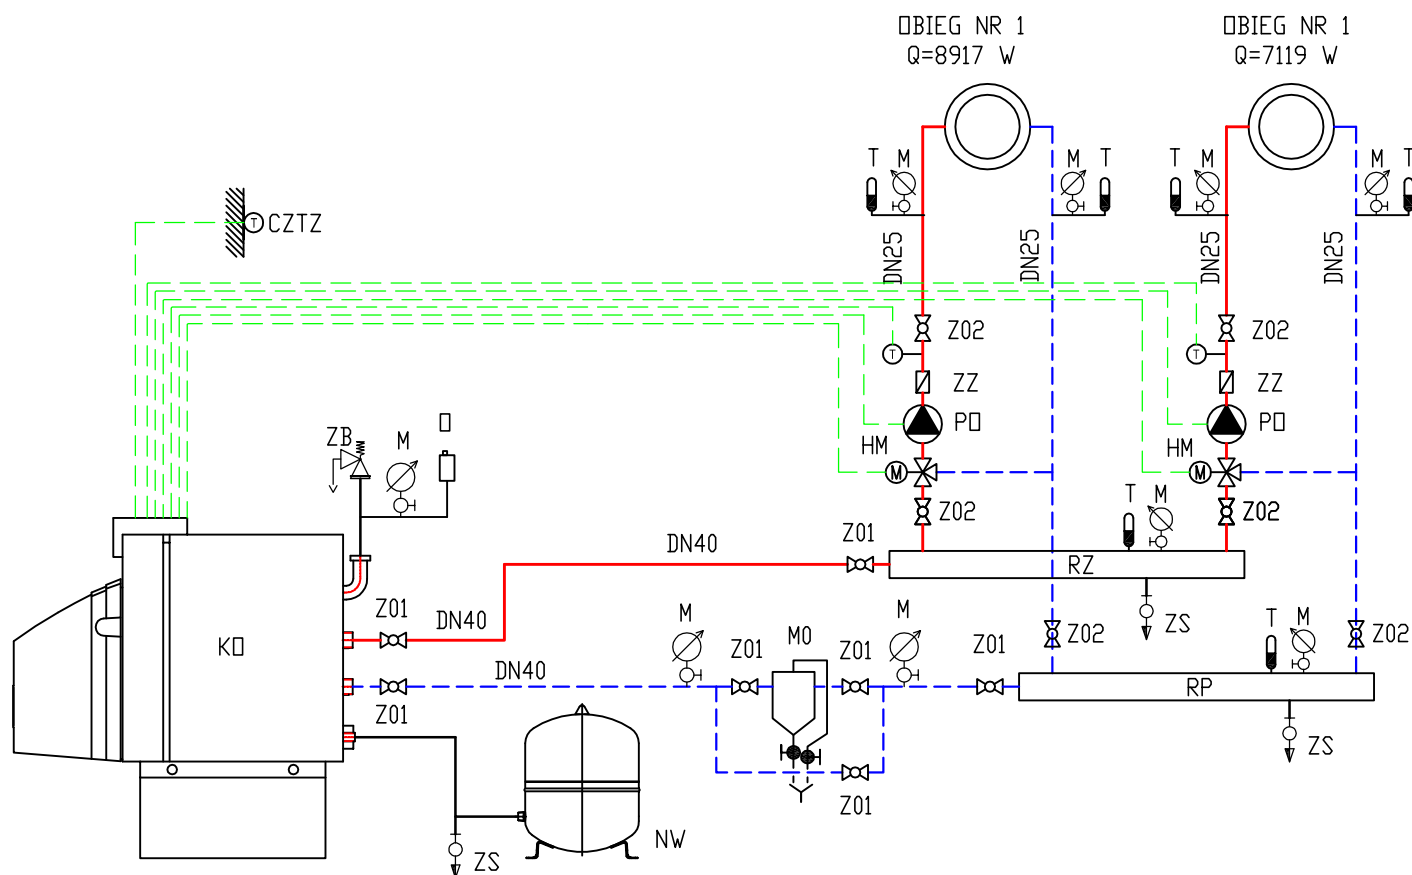 OBIEG NR 1
Q=8917 W
OBIEG NR 1
Q=7119 W
T M
M T
T M
M T
T CZTZ
DN25
DN25
DN25
DN25
Z02
Z02
T
T
ZZ
ZZ
PO
PO
HM
M
HM
M
Z02
Z02
ZB
M
O
T M
Z01
DN40
RZ
Z01
DN40
KO
M
M0
M
Z01
Z01
Z01
Z02
ZS
T M
Z02
DN40
RP
Z01
ZS
Z01
NW
ZS